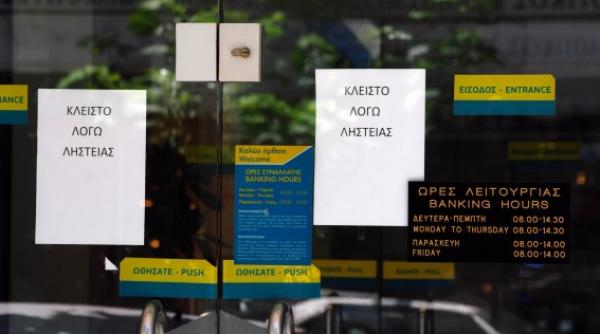 ΕΙΣΟΔΟΣ - ENTRANCE
ΚΛΕΙΣΤΟ
ΛΟΓΩ
ΛΗΣΤΕΙΑΣ
ΚΛΕΙΣΤΟ
ΛΟΓΩ
ΛΗΣΤΕΙΑΣ
ANCE
Καλώς ήρθατε
Welcome
ΩΡΕΣ ΣΥΝΑΛΛΑΓΗΣ
BANKING HOURS
ΩΡΕΣ ΛΕΙΤΟΥΡΓΙΑΣ
BANKING HOURS
ΔΕΥΤΕΡΑ-ΠΕΜΠΤΗ 08.00-14.30
MONDAY TO THURSDAY 08.00-14.30
ΠΑΡΑΣΚΕΥΗ 08.00-14.00
FRIDAY 08.00-14.00
ΩΘΗΣΑΤΕ - PUSH
ΩΘΗΣΑΤΕ - PUSH